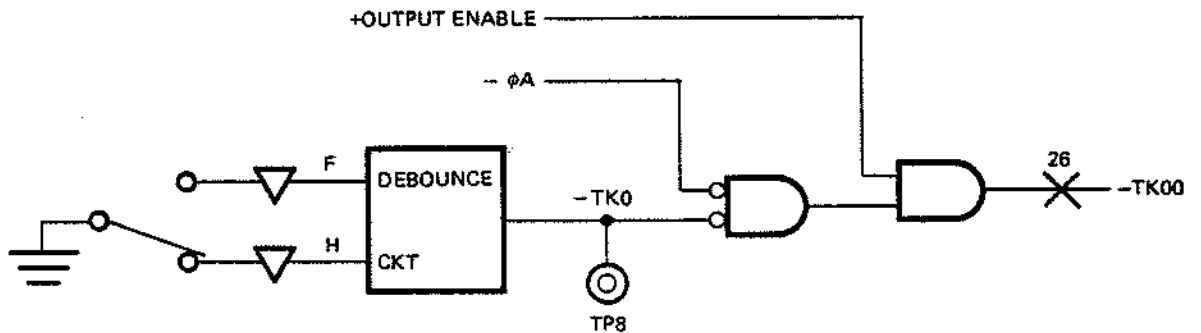 +OUTPUT ENABLE
- φA
26
F
DEBOUNCE
-TK0
-TK00
H
CKT
TP8